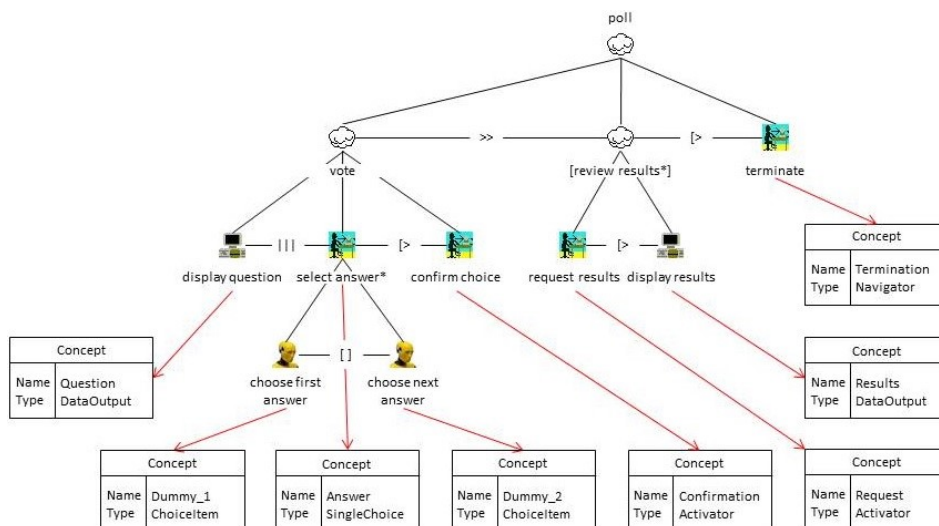 poll
>>
[>
vote
[review results*]
terminate
|||
[>
[>
display question
select answer*
confirm choice
request results
display results
Concept
Name Termination
Type Navigator
[ ]
choose first
answer
choose next
answer
Concept
Name Question
Type DataOutput
Concept
Name Results
Type DataOutput
Concept
Name Dummy_1
Type ChoiceItem
Concept
Name Answer
Type SingleChoice
Concept
Name Dummy_2
Type ChoiceItem
Concept
Name Confirmation
Type Activator
Concept
Name Request
Type Activator